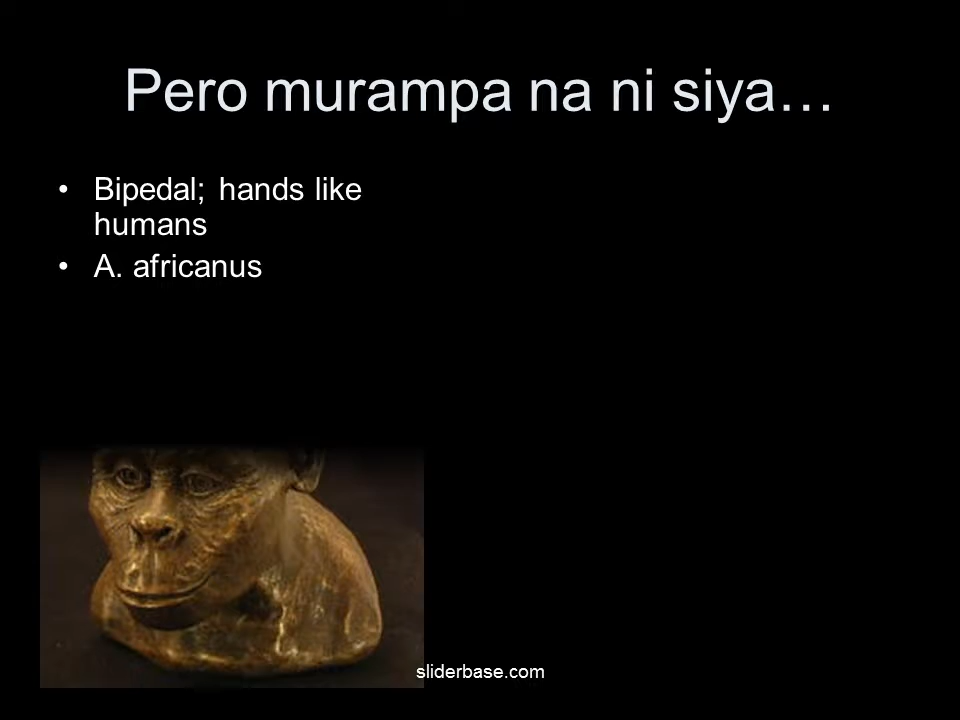 Pero murampa na ni siya…
• Bipedal; hands like
humans
• A. africanus
sliderbase.com